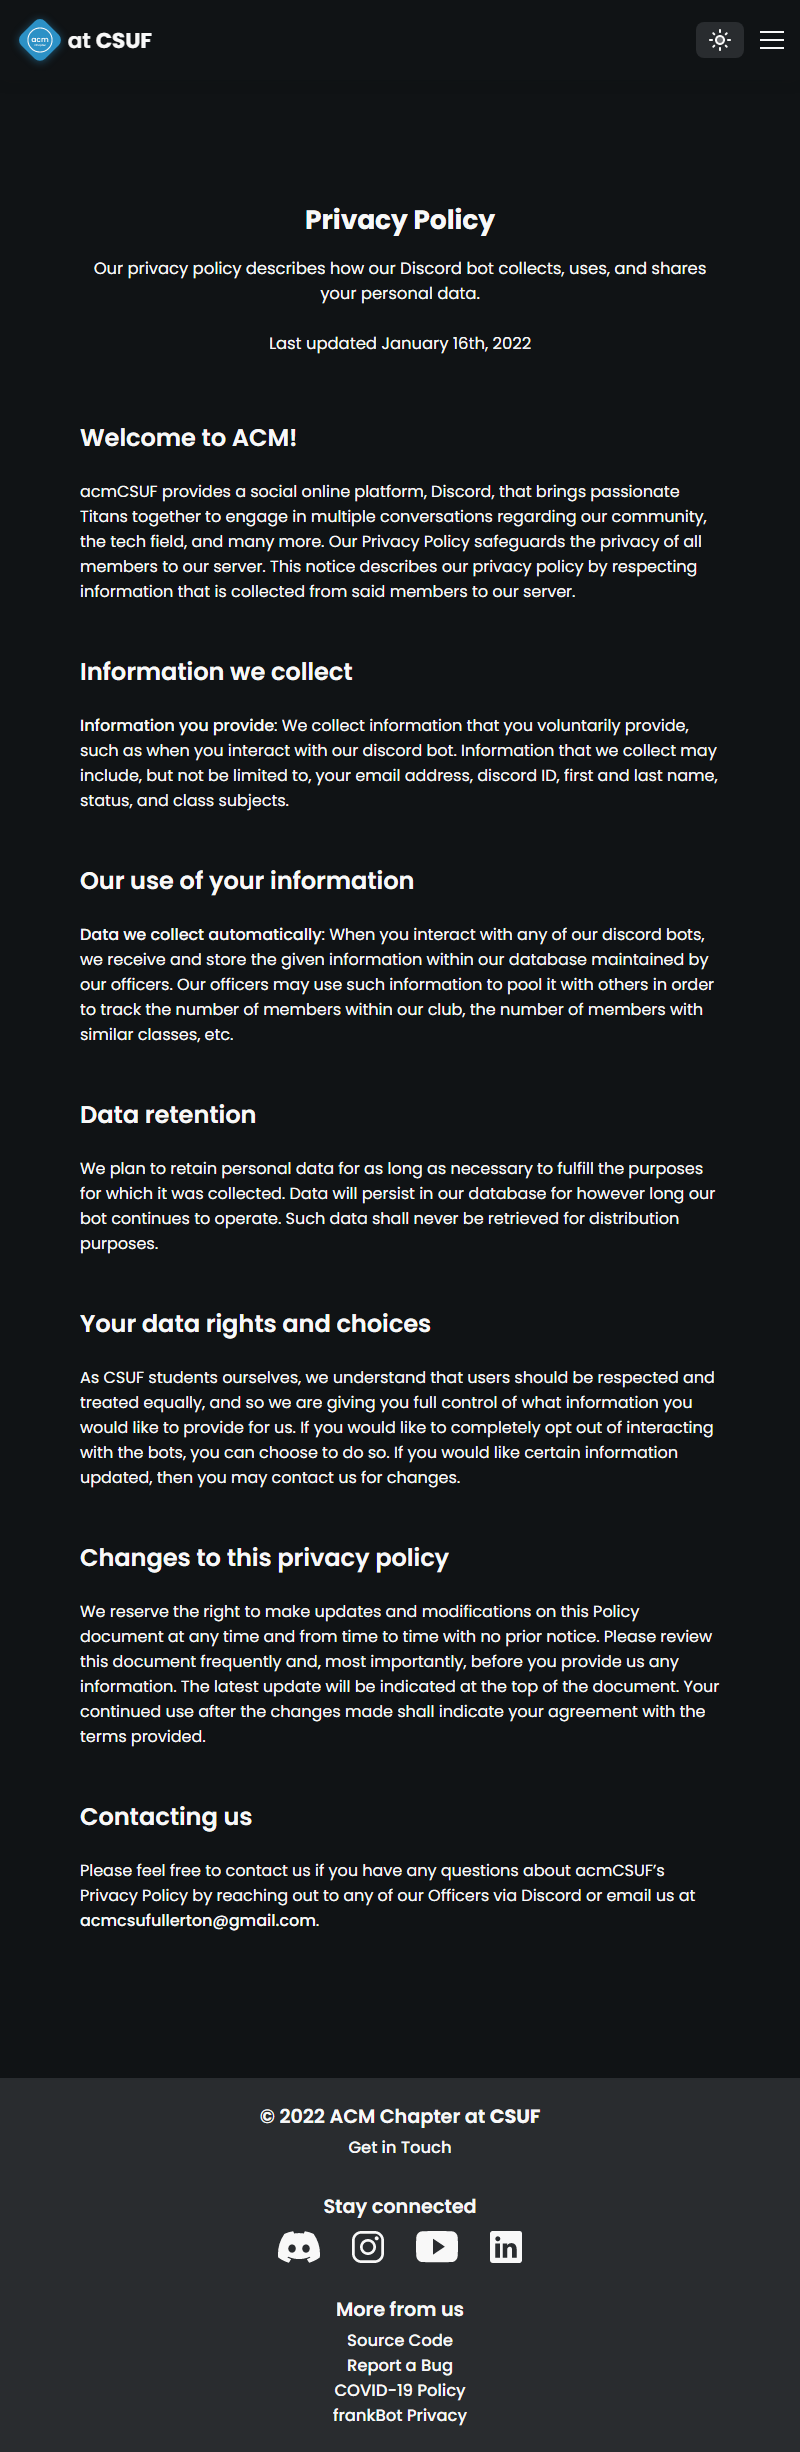 acm
at CSUF
Privacy Policy
Our privacy policy describes how our Discord bot collects, uses, and shares
your personal data.
Last updated January 16th, 2022
Welcome to ACM!
acmCSUF provides a social online platform, Discord, that brings passionate
Titans together to engage in multiple conversations regarding our community,
the tech field, and many more. Our Privacy Policy safeguards the privacy of all
members to our server. This notice describes our privacy policy by respecting
information that is collected from said members to our server.
Information we collect
Information you provide: We collect information that you voluntarily provide,
such as when you interact with our discord bot. Information that we collect may
include, but not be limited to, your email address, discord ID, first and last name,
status, and class subjects.
Our use of your information
Data we collect automatically: When you interact with any of our discord bots,
we receive and store the given information within our database maintained by
our officers. Our officers may use such information to pool it with others in order
to track the number of members within our club, the number of members with
similar classes, etc.
Data retention
We plan to retain personal data for as long as necessary to fulfill the purposes
for which it was collected. Data will persist in our database for however long our
bot continues to operate. Such data shall never be retrieved for distribution
purposes.
Your data rights and choices
As CSUF students ourselves, we understand that users should be respected and
treated equally, and so we are giving you full control of what information you
would like to provide for us. If you would like to completely opt out of interacting
with the bots, you can choose to do so. If you would like certain information
updated, then you may contact us for changes.
Changes to this privacy policy
We reserve the right to make updates and modifications on this Policy
document at any time and from time to time with no prior notice. Please review
this document frequently and, most importantly, before you provide us any
information. The latest update will be indicated at the top of the document. Your
continued use after the changes made shall indicate your agreement with the
terms provided.
Contacting us
Please feel free to contact us if you have any questions about acmCSUF’s
Privacy Policy by reaching out to any of our Officers via Discord or email us at
acmcsufullerton@gmail.com.
© 2022 ACM Chapter at CSUF
Get in Touch
Stay connected
in
More from us
Source Code
Report a Bug
COVID-19 Policy
frankBot Privacy